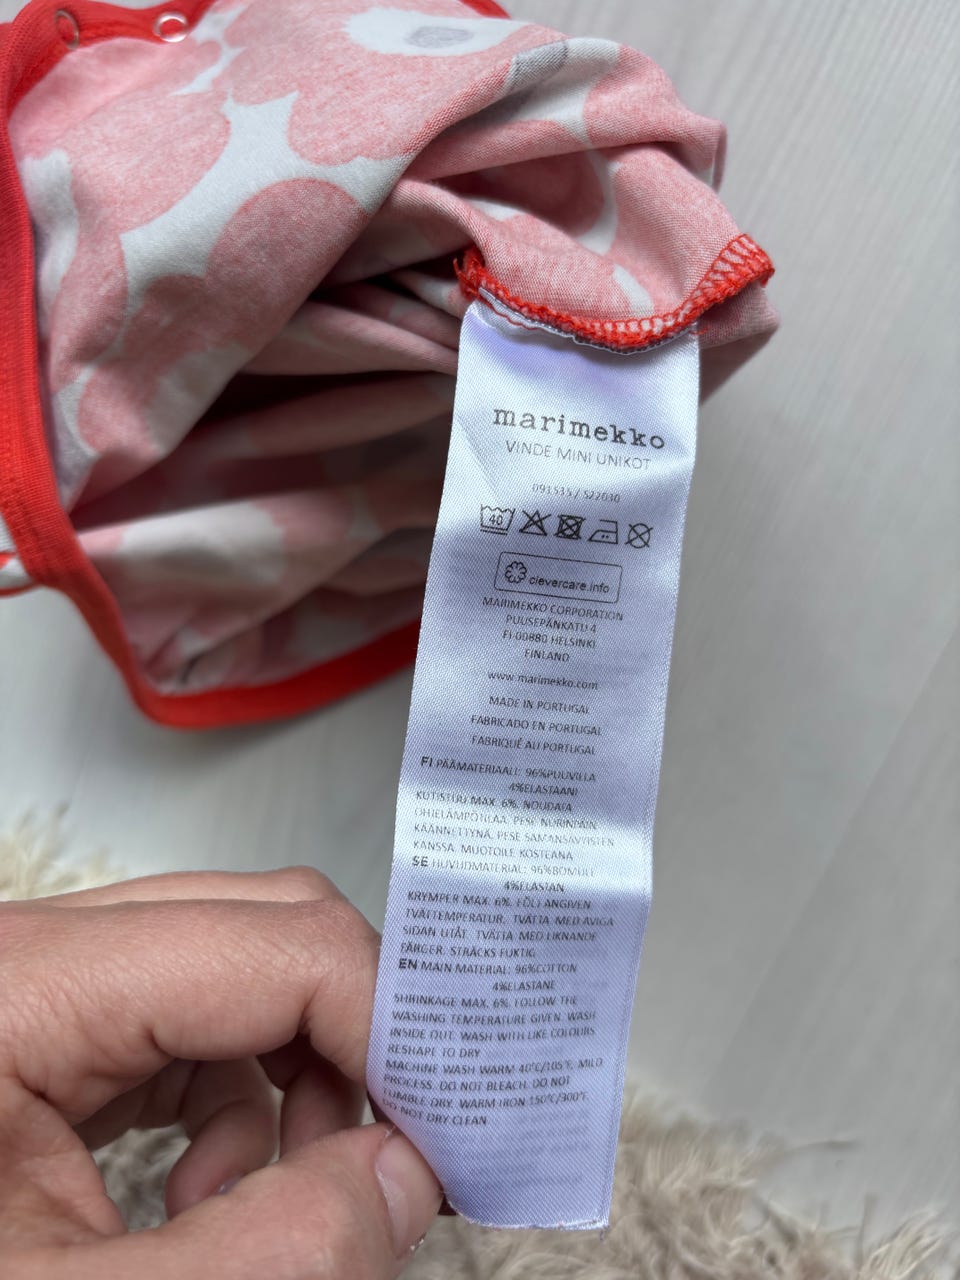 marimekko
VINDE MINI UNIKOT
091535 / S22030
40
clevercare.info
MARIMEKKO CORPORATION
PUUSEPÄNKATU 4
FI-00880 HELSINKI
FINLAND
www.marimekko.com
MADE IN PORTUGAL
FABRICADO EN PORTUGAL
FABRIQUÉ AU PORTUGAL
FI PÄÄMATERIAALI: 96%PUUVILLA
4%ELASTAANI
KUTISTUU MAX. 6%. NOUDATA
OHJELÄMPÖTILAA. PESE NURINPÄIN
KÄÄNNETTYNÄ. PESE SAMANSÄVYISTEN
KANSSA. MUOTOILE KOSTEANA
SE HUVUDMATERIAL: 96%BOMULL
4%ELASTAN
KRYMPER MAX. 6%. FÖLJ ANGIVEN
TVÄTTEMPERATUR. TVÄTTA MED AVIGA
SIDAN UTÅT. TVÄTTA MED LIKNANDE
FÄRGER. STRÄCKS FUKTIG
EN MAIN MATERIAL: 96%COTTON
4%ELASTANE
SHRINKAGE MAX. 6%. FOLLOW THE
WASHING TEMPERATURE GIVEN. WASH
INSIDE OUT. WASH WITH LIKE COLOURS
RESHAPE TO DRY
MACHINE WASH WARM 40°C/105°F. MILD
PROCESS. DO NOT BLEACH. DO NOT
TUMBLE DRY. WARM IRON 150°C/300°F.
DO NOT DRY CLEAN